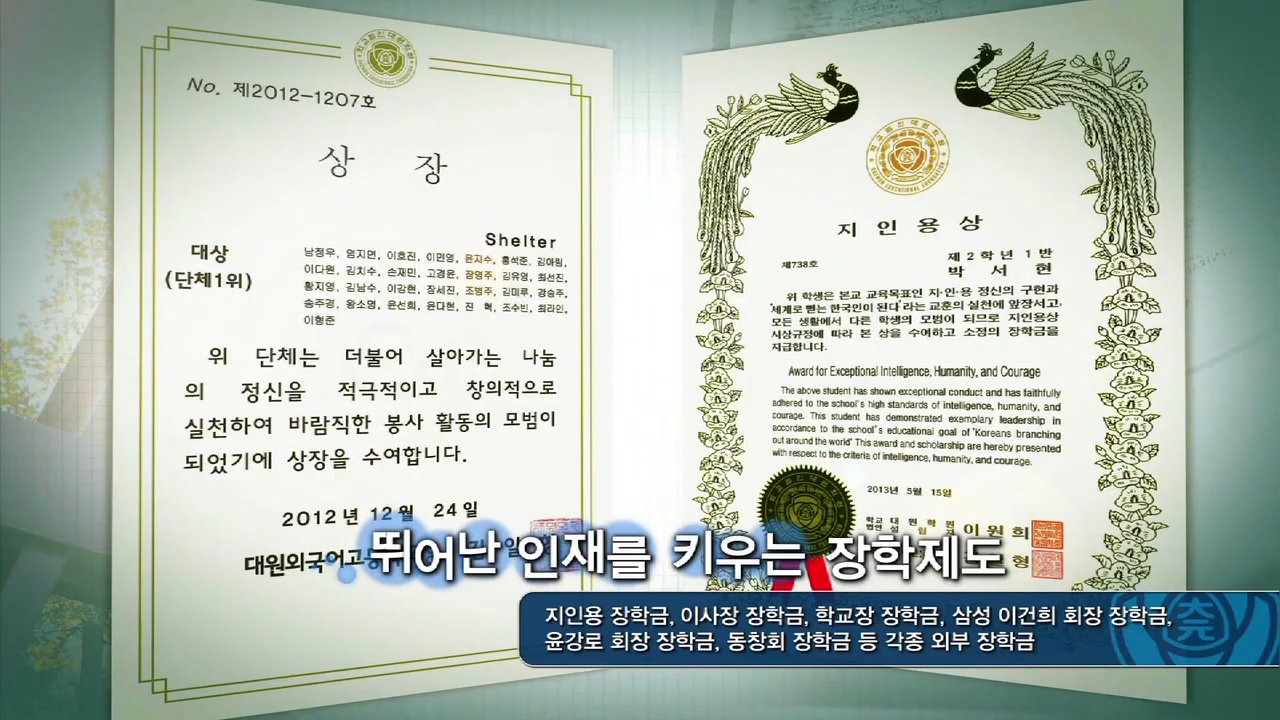 No. 제2012-1207호
상 장
Shelter
대상
(단체1위)
남정우, 엄지면, 이호진, 이민영, 윤지수, 홍석준, 김아림,
이다원, 김치수, 손재민, 고경윤, 장영주, 김유영, 최선진,
황지영, 김남수, 이강현, 장세진, 조병주, 김미루, 경승주,
송주경, 왕소영, 윤선희, 윤다현, 진 혁, 조수빈, 최라인,
이형준
위 단체는 더불어 살아가는 나눔
의 정신을 적극적이고 창의적으로
실천하여 바람직한 봉사 활동의 모범이
되었기에 상장을 수여합니다.
2012년 12월 24일
대원외국어고
지 인 용 상
제738호
제 2 학 년 1 반
박 서 현
위 학생은 본교 교육목표인 지·인·용 정신의 구현과
'세계로 뻗는 한국인이 된다'라는 교훈의 실천에 앞장서고,
모든 생활에서 다른 학생의 모범이 되므로 지인용상
시상규정에 따라 본 상을 수여하고 소정의 장학금을
지급합니다.
Award for Exceptional Intelligence, Humanity, and Courage
The above student has shown exceptional conduct and has faithfully
adhered to the school's high standards of intelligence, humanity, and
courage. This student has demonstrated exemplary leadership in
accordance to the school's educational goal of 'Koreans branching
out around the world' This award and scholarship are hereby presented
with respect to the criteria of intelligence, humanity, and courage.
2013년 5월 15일
학교 대 원 학 원
이 원 희
형
뛰어난 인재를 키우는 장학제도
지인용 장학금, 이사장 장학금, 학교장 장학금, 삼성 이건희 회장 장학금,
윤강로 회장 장학금, 동창회 장학금 등 각종 외부 장학금